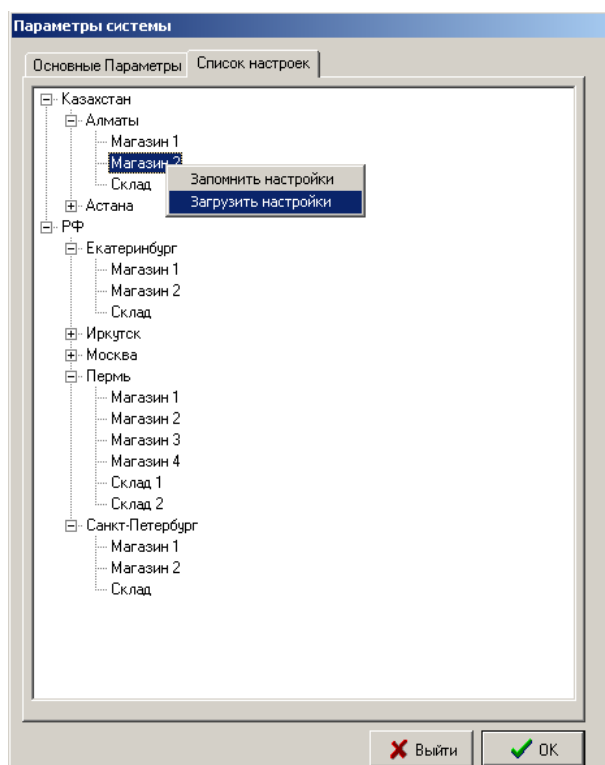 Параметры системы
Основные Параметры Список настроек
Казахстан
Алматы
Магазин 1
Магазин 2
Запомнить настройки
Склад
Загрузить настройки
Астана
РФ
Екатеринбург
Магазин 1
Магазин 2
Склад
Иркутск
Москва
Пермь
Магазин 1
Магазин 2
Магазин 3
Магазин 4
Склад 1
Склад 2
Санкт-Петербург
Магазин 1
Магазин 2
Склад
Выйти OK